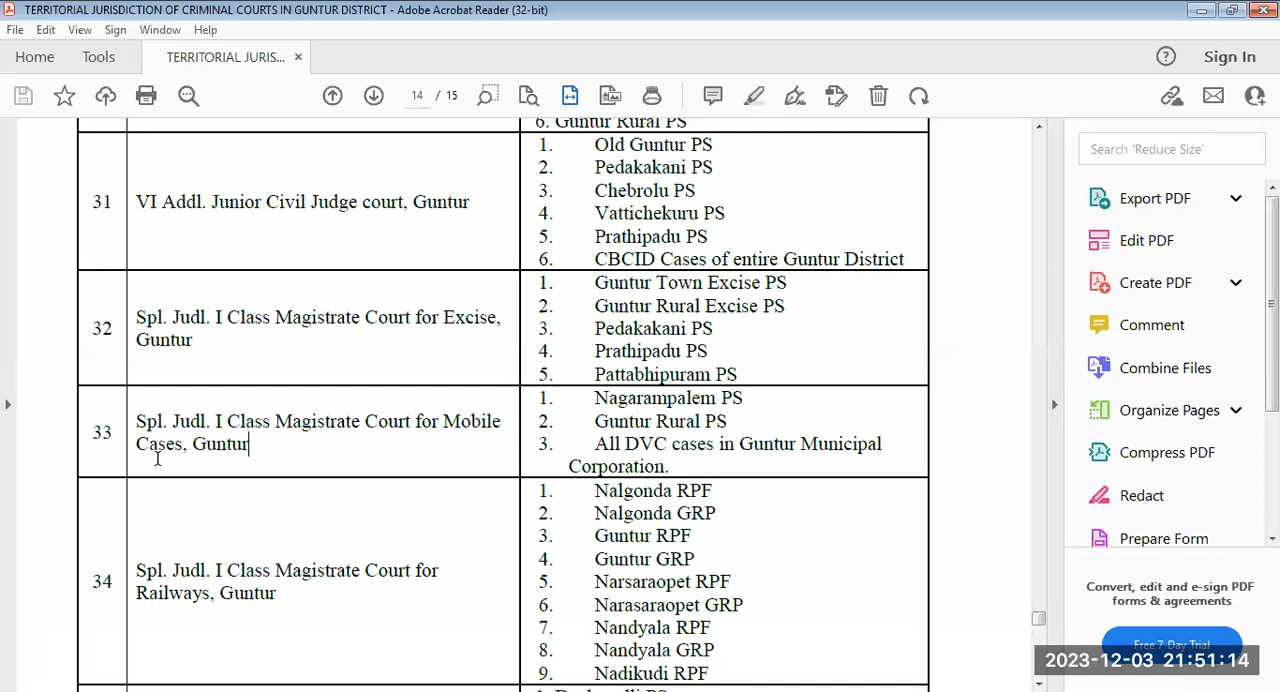 TERRITORIAL JURISDICTION OF CRIMINAL COURTS IN GUNTUR DISTRICT - Adobe Acrobat Reader (32-bit)
File Edit View Sign Window Help
Home Tools TERRITORIAL JURIS... × Sign In
14 / 15
6. Guntur Rural PS
31 VI Addl. Junior Civil Judge court, Guntur
1. Old Guntur PS
2. Pedakakani PS
3. Chebrolu PS
4. Vattichekuru PS
5. Prathipadu PS
6. CBCID Cases of entire Guntur District
32 Spl. Judl. I Class Magistrate Court for Excise,
Guntur
1. Guntur Town Excise PS
2. Guntur Rural Excise PS
3. Pedakakani PS
4. Prathipadu PS
5. Pattabhipuram PS
33 Spl. Judl. I Class Magistrate Court for Mobile
Cases, Guntur
1. Nagarampalem PS
2. Guntur Rural PS
3. All DVC cases in Guntur Municipal
Corporation.
34 Spl. Judl. I Class Magistrate Court for
Railways, Guntur
1. Nalgonda RPF
2. Nalgonda GRP
3. Guntur RPF
4. Guntur GRP
5. Narsaraopet RPF
6. Narasaraopet GRP
7. Nandyala RPF
8. Nandyala GRP
9. Nadikudi RPF
Search 'Reduce Size'
Export PDF
Edit PDF
Create PDF
Comment
Combine Files
Organize Pages
Compress PDF
Redact
Prepare Form
Convert, edit and e-sign PDF
forms & agreements
Free 7-Day Trial
2023-12-03 21:51:14